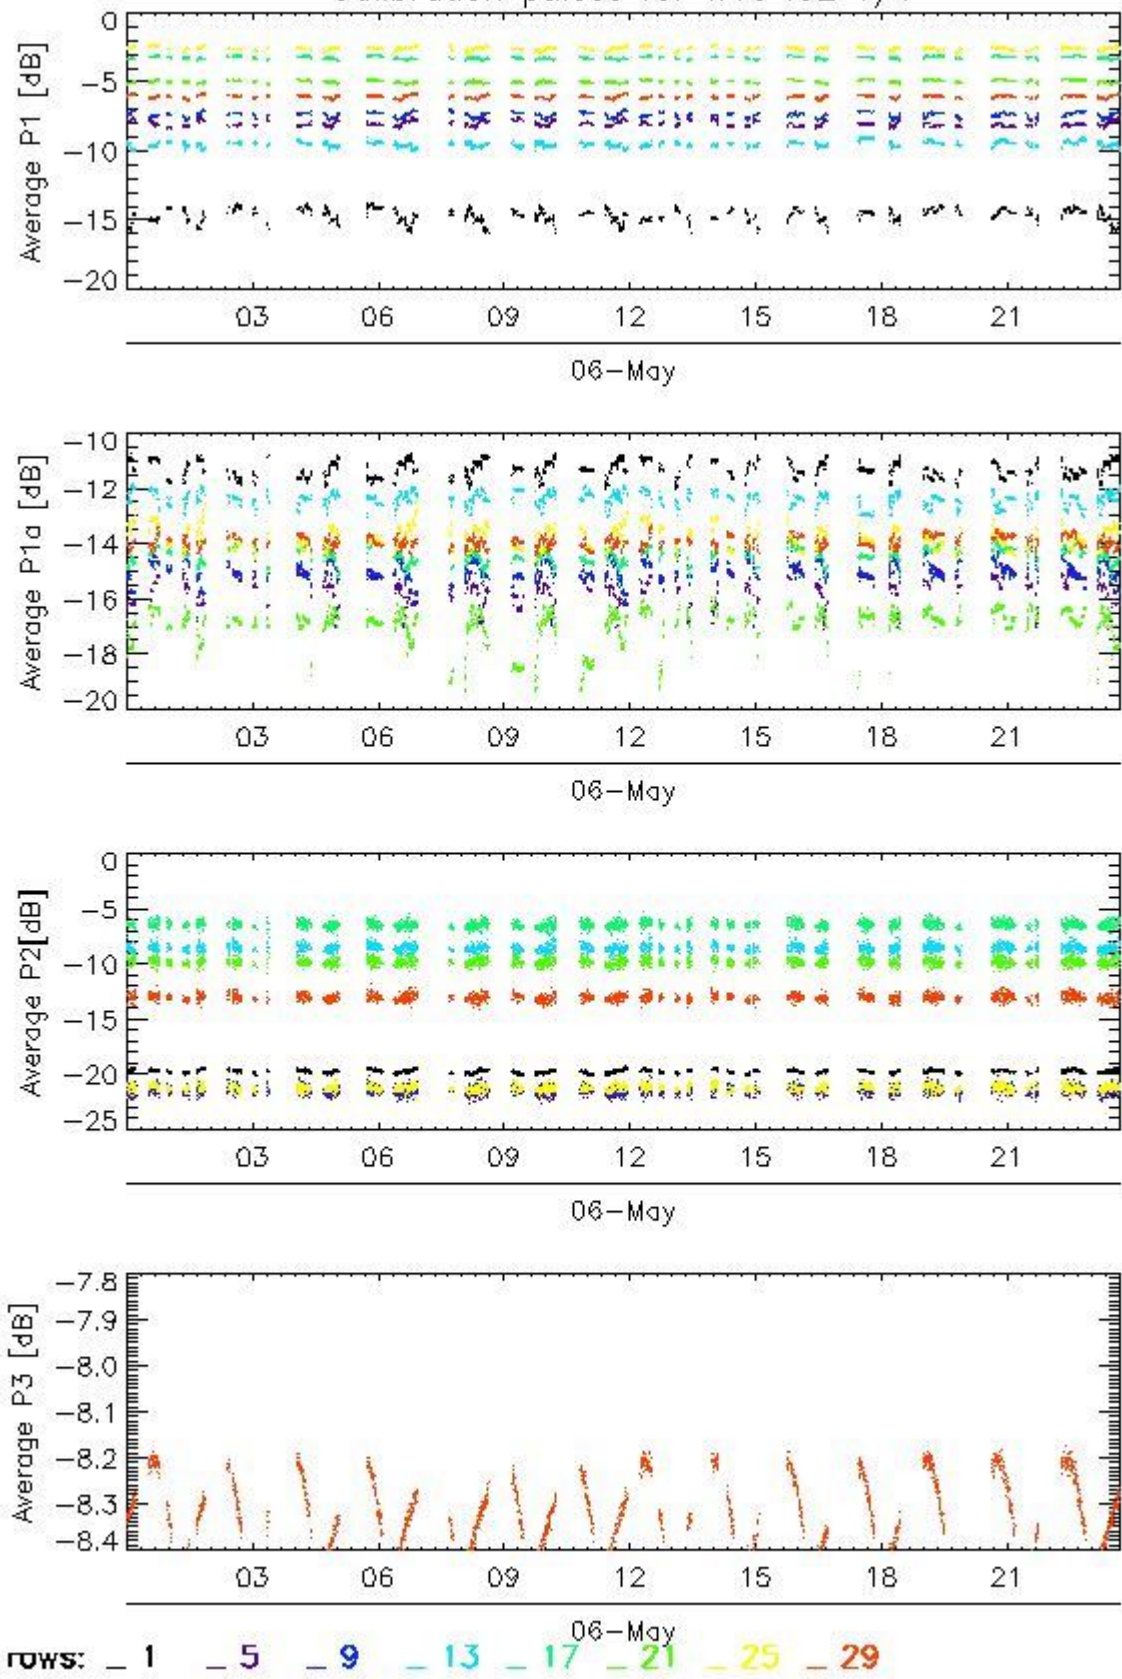 0
−5
−10
−15
−20
Average P1 [dB]
03 06 09 12 15 18 21
06−May
−10
−12
−14
−16
−18
−20
Average P1a [dB]
03 06 09 12 15 18 21
06−May
0
−5
−10
−15
−20
−25
Average P2[dB]
03 06 09 12 15 18 21
06−May
−7.8
−7.9
−8.0
−8.1
−8.2
−8.3
−8.4
Average P3 [dB]
03 06 09 12 15 18 21
06−May
rows: _ 1 _ 5 _ 9 _ 13 _ 17 _ 21 _ 25 _ 29